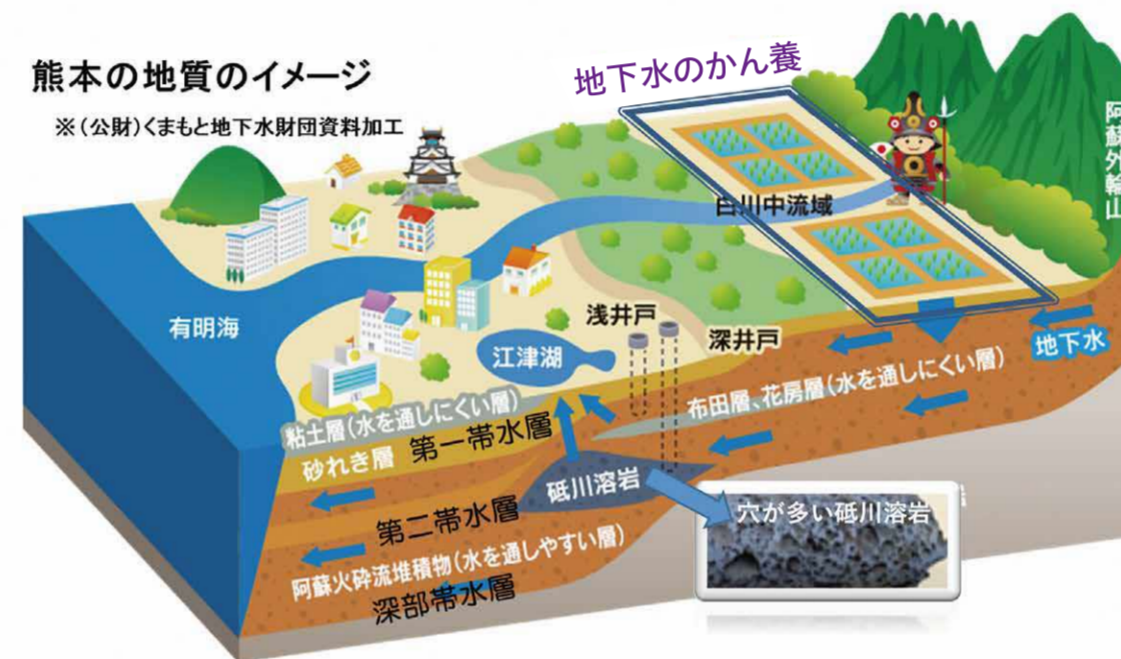 熊本の地質のイメージ
※(公財)くまもと地下水財団資料加工
地下水のかん養
阿蘇外輪山
白川中流域
有明海
浅井戸
深井戸
江津湖
地下水
布田層、花房層(水を通しにくい層)
粘土層(水を通しにくい層)
砂れき層
第一帯水層
砥川溶岩
穴が多い砥川溶岩
第二帯水層
阿蘇火砕流堆積物(水を通しやすい層)
深部帯水層